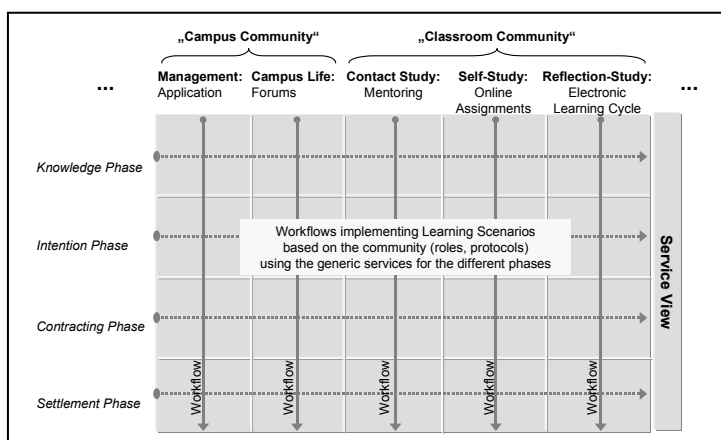 „Campus Community“ „Classroom Community“
... Management: Campus Life: Contact Study: Self-Study: Reflection-Study: ...
Application Forums Mentoring Online Electronic
Assignments Learning Cycle
Knowledge Phase
Intention Phase
Workflows implementing Learning Scenarios
based on the community (roles, protocols)
using the generic services for the different phases
Contracting Phase
Settlement Phase
Workflow Workflow Workflow Workflow Workflow
Service View